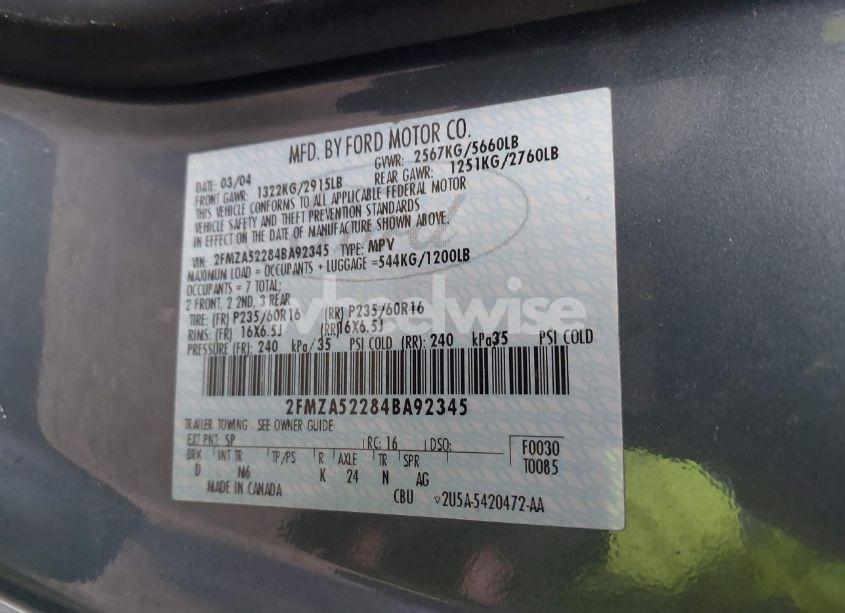 MFD. BY FORD MOTOR CO.
DATE: 03/04 GVWR: 2567KG/5660LB
FRONT GAWR: 1322KG/2915LB REAR GAWR: 1251KG/2760LB
THIS VEHICLE CONFORMS TO ALL APPLICABLE FEDERAL MOTOR
VEHICLE SAFETY AND THEFT PREVENTION STANDARDS
IN EFFECT ON THE DATE OF MANUFACTURE SHOWN ABOVE.
VIN: 2FMZA52284BA92345 TYPE: MPV
MAXIMUM LOAD = OCCUPANTS + LUGGAGE =544KG/1200LB
OCCUPANTS = 7 TOTAL;
2 FRONT, 2 2ND, 3 REAR
wheelwise
TIRE: (FR) P235/60R16 (RR) P235/60R16
RIMS: (FR) 16X6.5J (RR)16X6.5J
PRESSURE (FR): 240 kPa/35 PSI COLD (RR): 240 kPa35 PSI COLD
2FMZA52284BA92345
TRAILER TOWING - SEE OWNER GUIDE
EXT PNT: SP RC: 16 DSO: F0030
BRK INT TR TP/PS R AXLE TR SPR T0085
D N6 K 24 N AG
MADE IN CANADA CBU ▽2U5A-5420472-AA